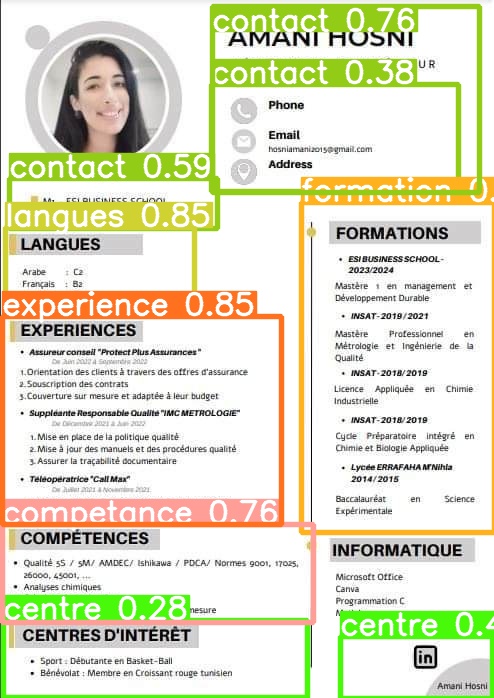 contact 0.76
AMANI HOSNI
UR
contact 0.38
Phone
Email
hosniamani2015@gmail.com
Address
contact 0.59
ESI BUSINESS SCHOOL
langues 0.85
LANGUES
Arabe : C2
Français : B2
experience 0.85
EXPERIENCES
• Assureur conseil "Protect Plus Assurances"
De Juin 2022 à Septembre 2022
1. Orientation des clients à travers des offres d'assurance
2. Souscription des contrats
3. Couverture sur mesure et adaptée à leur budget
• Suppléante Responsable Qualité "IMC METROLOGIE"
De Décembre 2021 à Juin 2022
1. Mise en place de la politique qualité
2. Mise à jour des manuels et des procédures qualité
3. Assurer la traçabilité documentaire
• Téléopératrice "Call Max"
De Juillet 2021 à Novembre 2021
competance 0.76
COMPÉTENCES
• Qualité 5S / 5M/ AMDEC/ Ishikawa / PDCA/ Normes 9001, 17025,
26000, 45001, ...
• Analyses chimiques
mesure
centre 0.28
CENTRES D'INTÉRÊT
• Sport : Débutante en Basket-Ball
• Bénévolat : Membre en Croissant rouge tunisien
formation 0.
FORMATIONS
• ESI BUSINESS SCHOOL -
2023/2024
Mastère 1 en management et
Développement Durable
• INSAT - 2019 / 2021
Mastère Professionnel en
Métrologie et Ingénierie de la
Qualité
• INSAT - 2018/ 2019
Licence Appliquée en Chimie
Industrielle
• INSAT - 2018/ 2019
Cycle Préparatoire intégré en
Chimie et Biologie Appliquée
• Lycée ERRAFAHA M'Nihla
2014 / 2015
Baccalauréat en Science
Expérimentale
INFORMATIQUE
Microsoft Office
Canva
Programmation C
centre 0.4
in
Amani Hosni